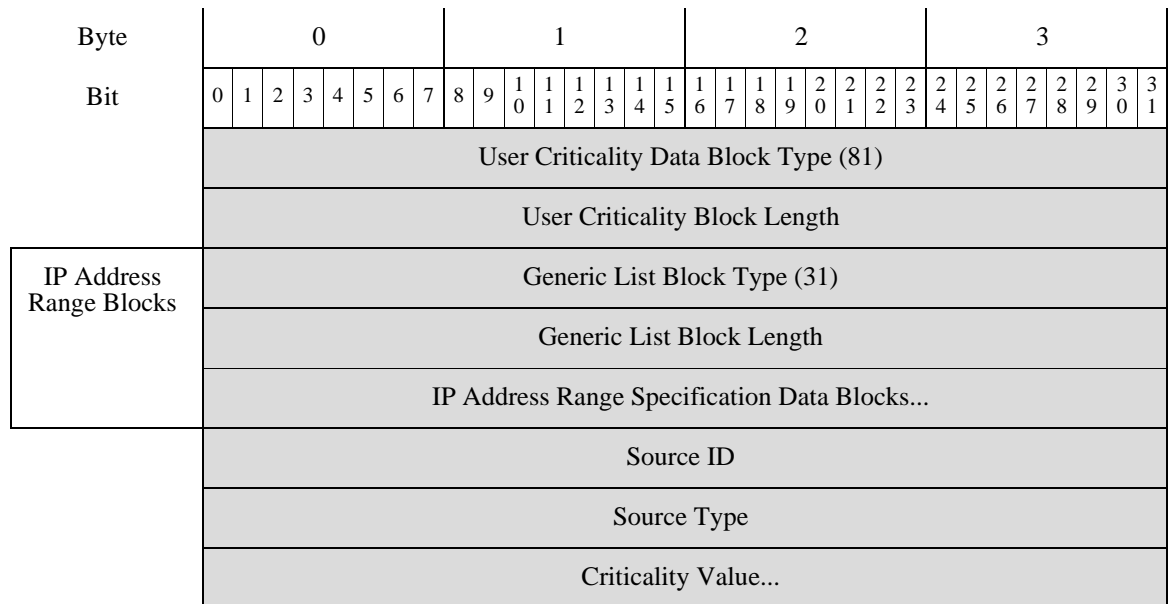 Byte 0 1 2 3
Bit 0 1 2 3 4 5 6 7 8 9 10 11 12 13 14 15 16 17 18 19 20 21 22 23 24 25 26 27 28 29 30 31
User Criticality Data Block Type (81)
User Criticality Block Length
IP Address
Range Blocks
Generic List Block Type (31)
Generic List Block Length
IP Address Range Specification Data Blocks...
Source ID
Source Type
Criticality Value...